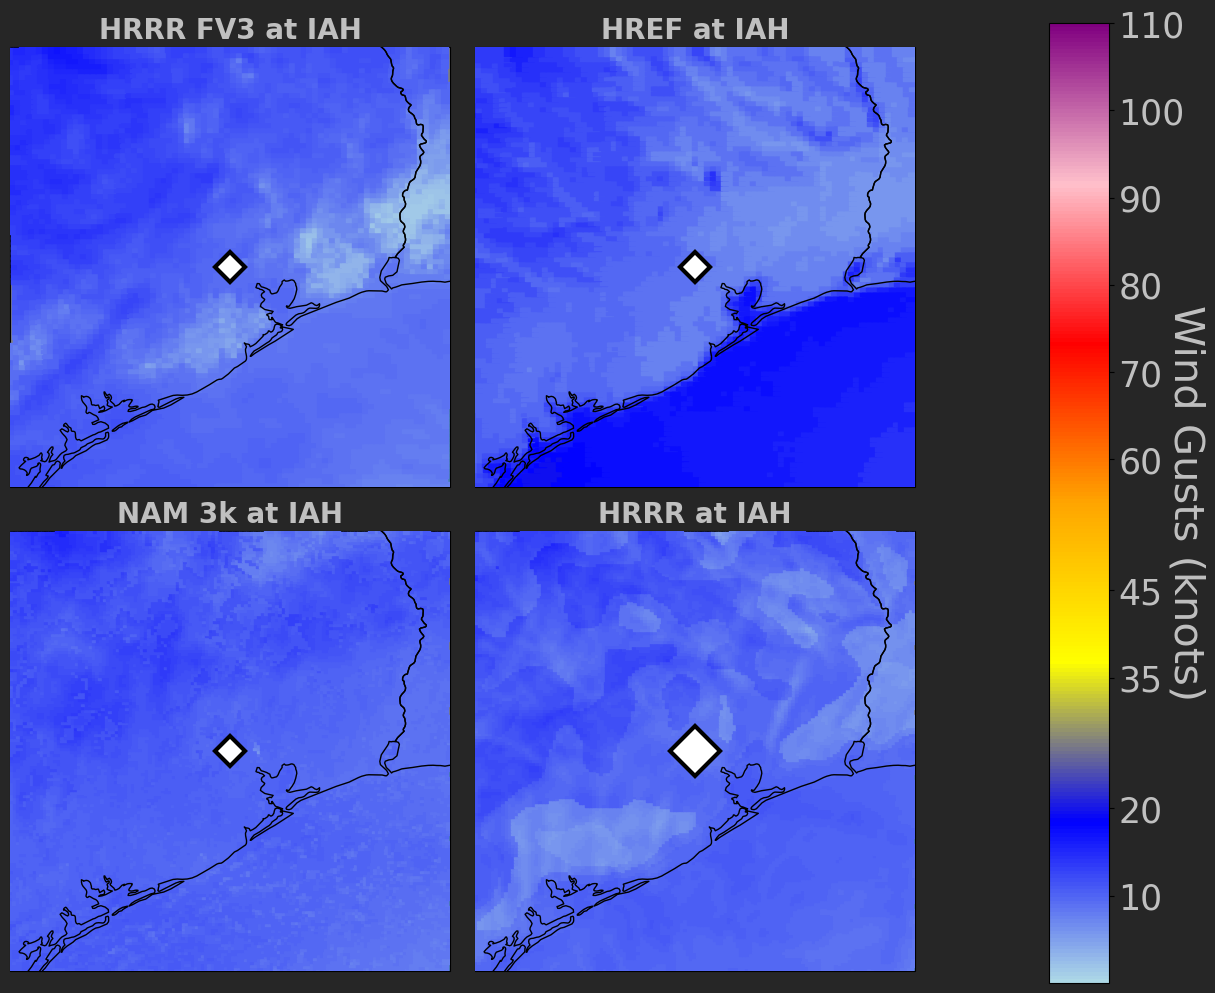 HRRR FV3 at IAH
HREF at IAH
NAM 3k at IAH
HRRR at IAH
110
100
90
80
70
60
45
35
20
10
Wind Gusts (knots)